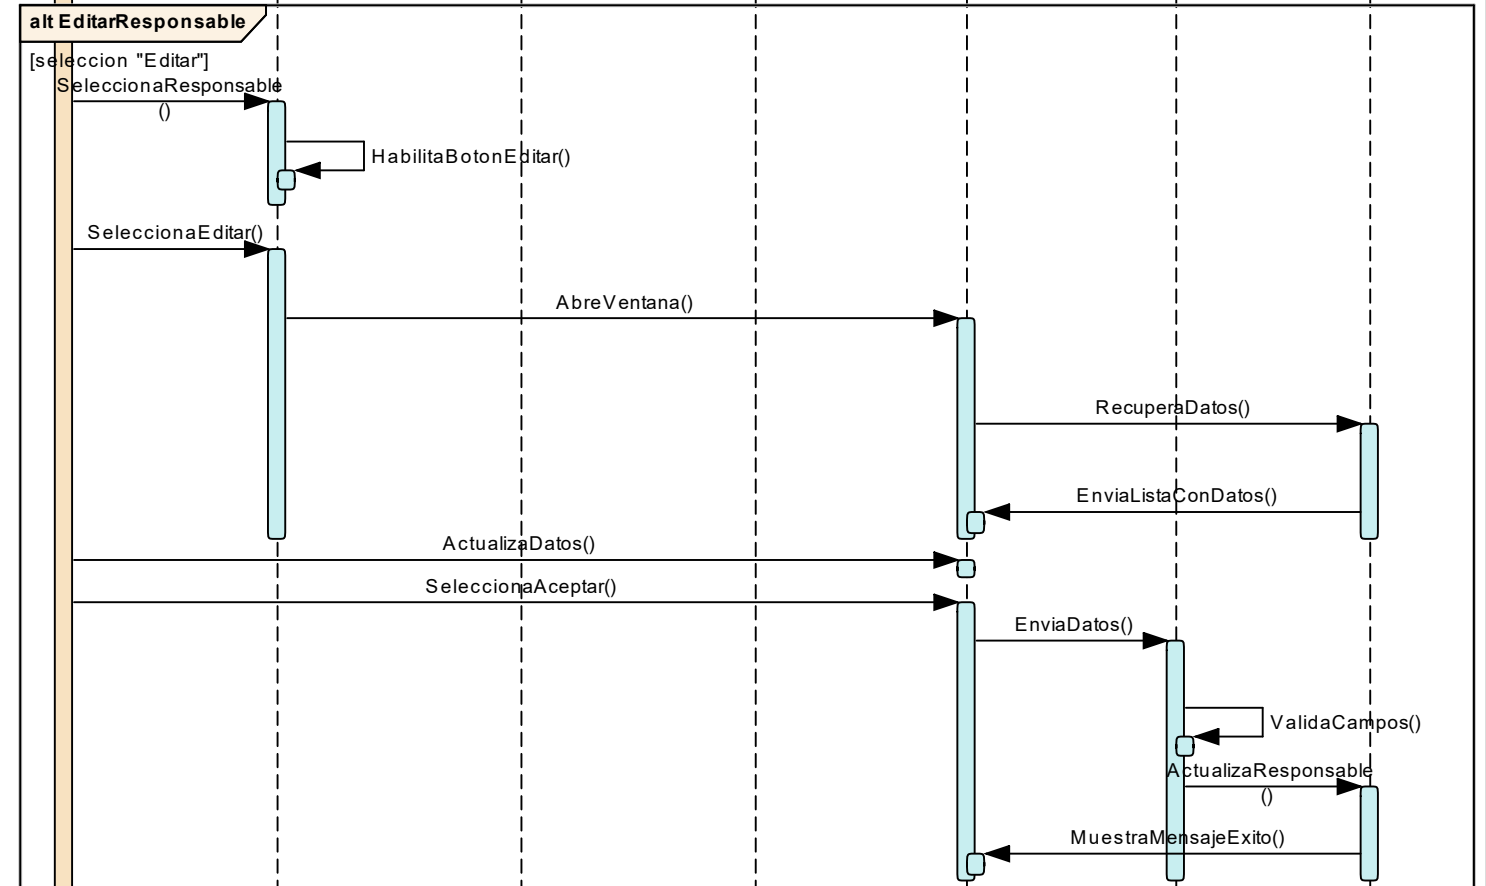 alt EditarResponsable
[seleccion "Editar"]
SeleccionaResponsable
()
HabilitaBotonEditar()
SeleccionaEditar()
AbreVentana()
RecuperaDatos()
EnviaListaConDatos()
ActualizaDatos()
SeleccionaAceptar()
EnviaDatos()
ValidaCampos()
ActualizaResponsable
()
MuestraMensajeExito()